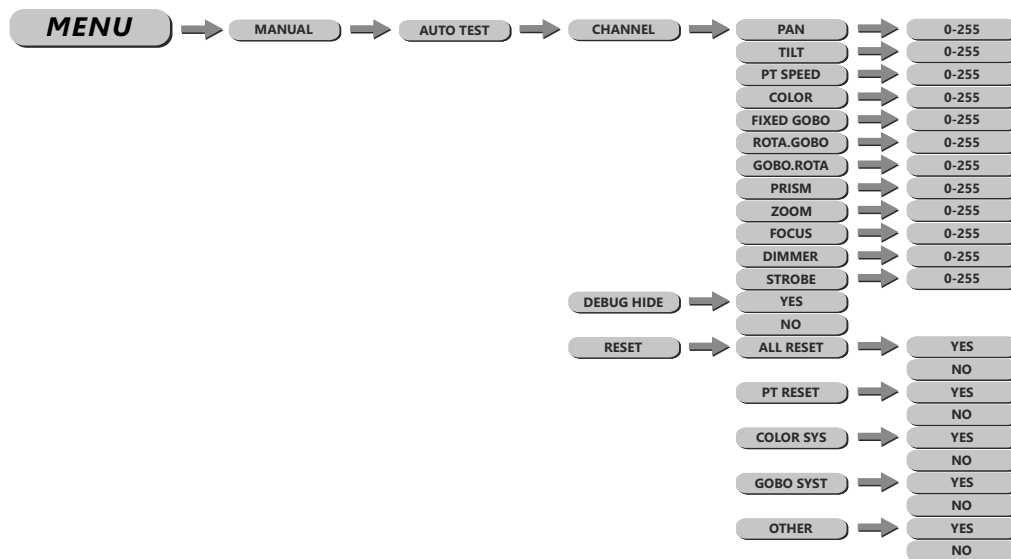 MENU MANUAL AUTO TEST CHANNEL PAN 0-255
TILT 0-255
PT SPEED 0-255
COLOR 0-255
FIXED GOBO 0-255
ROTA.GOBO 0-255
GOBO.ROTA 0-255
PRISM 0-255
ZOOM 0-255
FOCUS 0-255
DIMMER 0-255
STROBE 0-255
DEBUG HIDE YES
NO
RESET ALL RESET YES
NO
PT RESET YES
NO
COLOR SYS YES
NO
GOBO SYST YES
NO
OTHER YES
NO